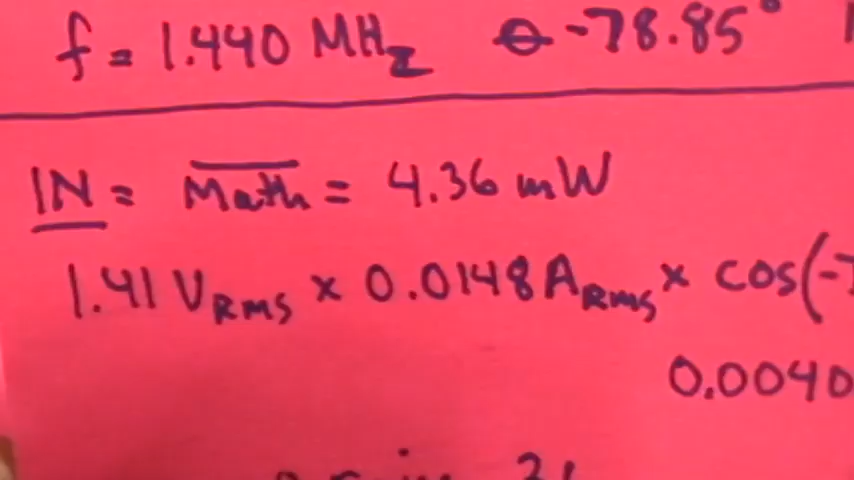 f = 1.440 MHz θ -78.85°
IN = Math = 4.36 mW
1.41 VRMS × 0.0148 ARMS × cos(-7
0.0040